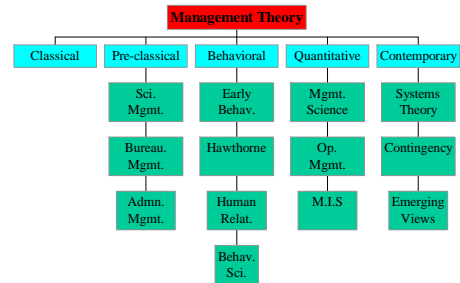 Management Theory
Classical
Pre-classical
Behavioral
Quantitative
Contemporary
Sci.
Mgmt.
Early
Behav.
Mgmt.
Science
Systems
Theory
Bureau.
Mgmt.
Hawthorne
Op.
Mgmt.
Contingency
Admn.
Mgmt.
Human
Relat.
M.I.S
Emerging
Views
Behav.
Sci.